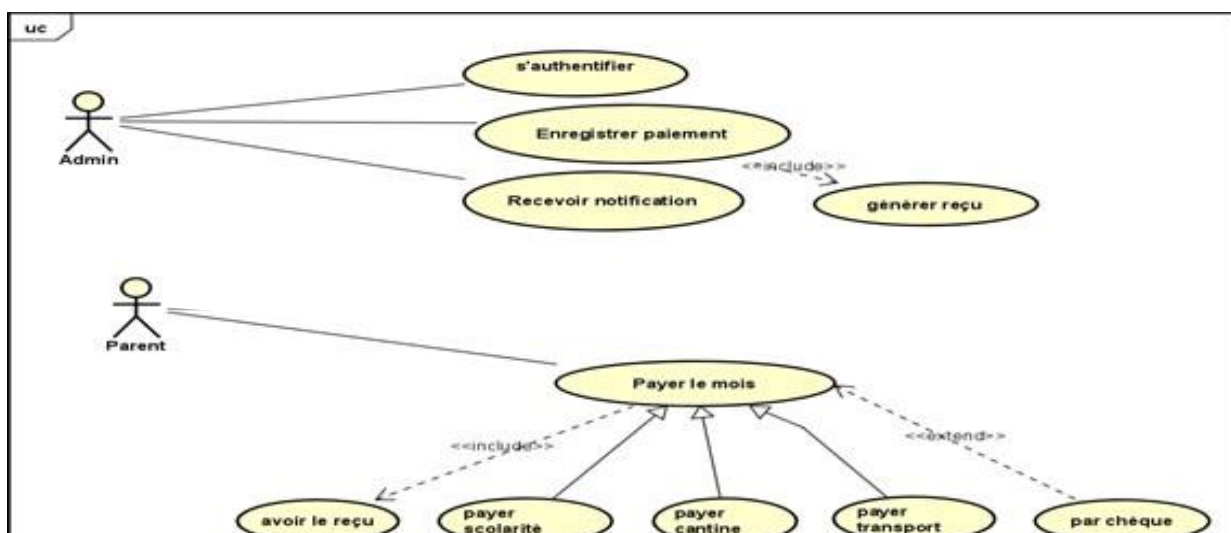 uc
s'authentifier
Enregistrer paiement
Admin
<<include>>
Recevoir notification
générer reçu
Parent
Payer le mois
<<include>>
<<extend>>
avoir le reçu
payer
scolarité
payer
cantine
payer
transport
par chèque